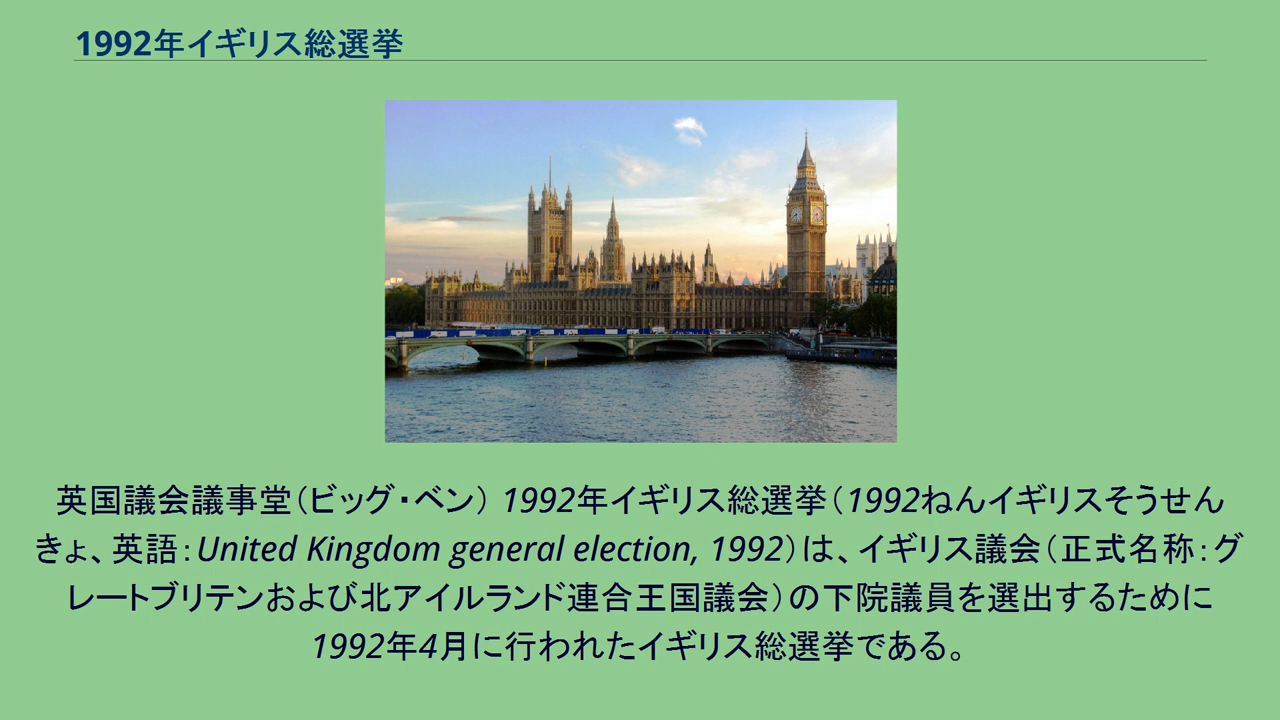 1992年イギリス総選挙
英国議会議事堂（ビッグ・ベン） 1992年イギリス総選挙（1992ねんイギリスそうせん
きょ、英語：United Kingdom general election, 1992）は、イギリス議会（正式名称：グ
レートブリテンおよび北アイルランド連合王国議会）の下院議員を選出するために
1992年4月に行われたイギリス総選挙である。